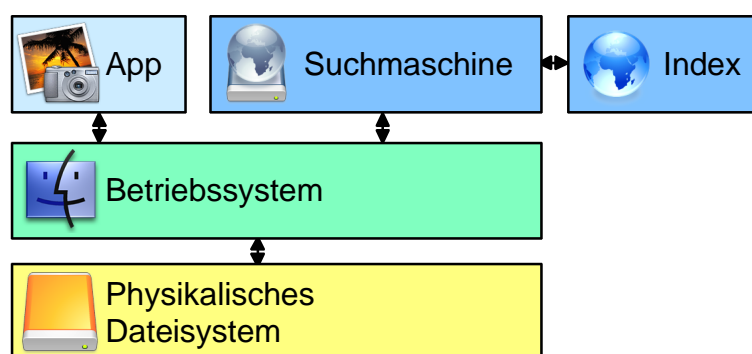 App
Suchmaschine
Index
Betriebssystem
Physikalisches
Dateisystem